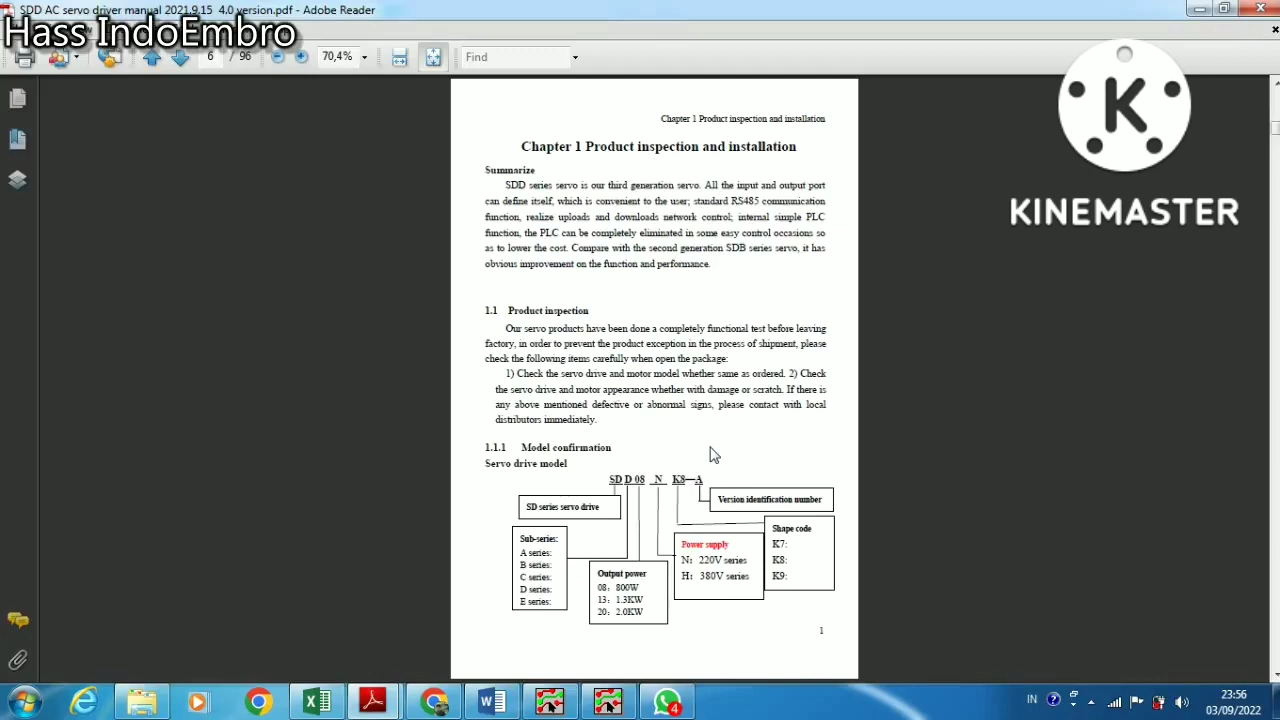 SDD AC servo driver manual 2021.9.15 4.0 version.pdf - Adobe Reader
Hass IndoEmbro
6 / 96
70,4%
Find
K
KINEMASTER
Chapter 1 Product inspection and installation
Chapter 1 Product inspection and installation
Summarize
SDD series servo is our third generation servo. All the input and output port
can define itself, which is convenient to the user; standard RS485 communication
function, realize uploads and downloads network control; internal simple PLC
function, the PLC can be completely eliminated in some easy control occasions so
as to lower the cost. Compare with the second generation SDB series servo, it has
obvious improvement on the function and performance.
1.1 Product inspection
Our servo products have been done a completely functional test before leaving
factory, in order to prevent the product exception in the process of shipment, please
check the following items carefully when open the package:
1) Check the servo drive and motor model whether same as ordered. 2) Check
the servo drive and motor appearance whether with damage or scratch. If there is
any above mentioned defective or abnormal signs, please contact with local
distributors immediately.
1.1.1 Model confirmation
Servo drive model
SD D 08 N K8—A
Version identification number
SD series servo drive
Shape code
K7:
K8:
K9:
Sub-series:
A series:
B series:
C series:
D series:
E series:
Power supply
N: 220V series
H: 380V series
Output power
08: 800W
13: 1.3KW
20: 2.0KW
1
4
IN
23:56
03/09/2022